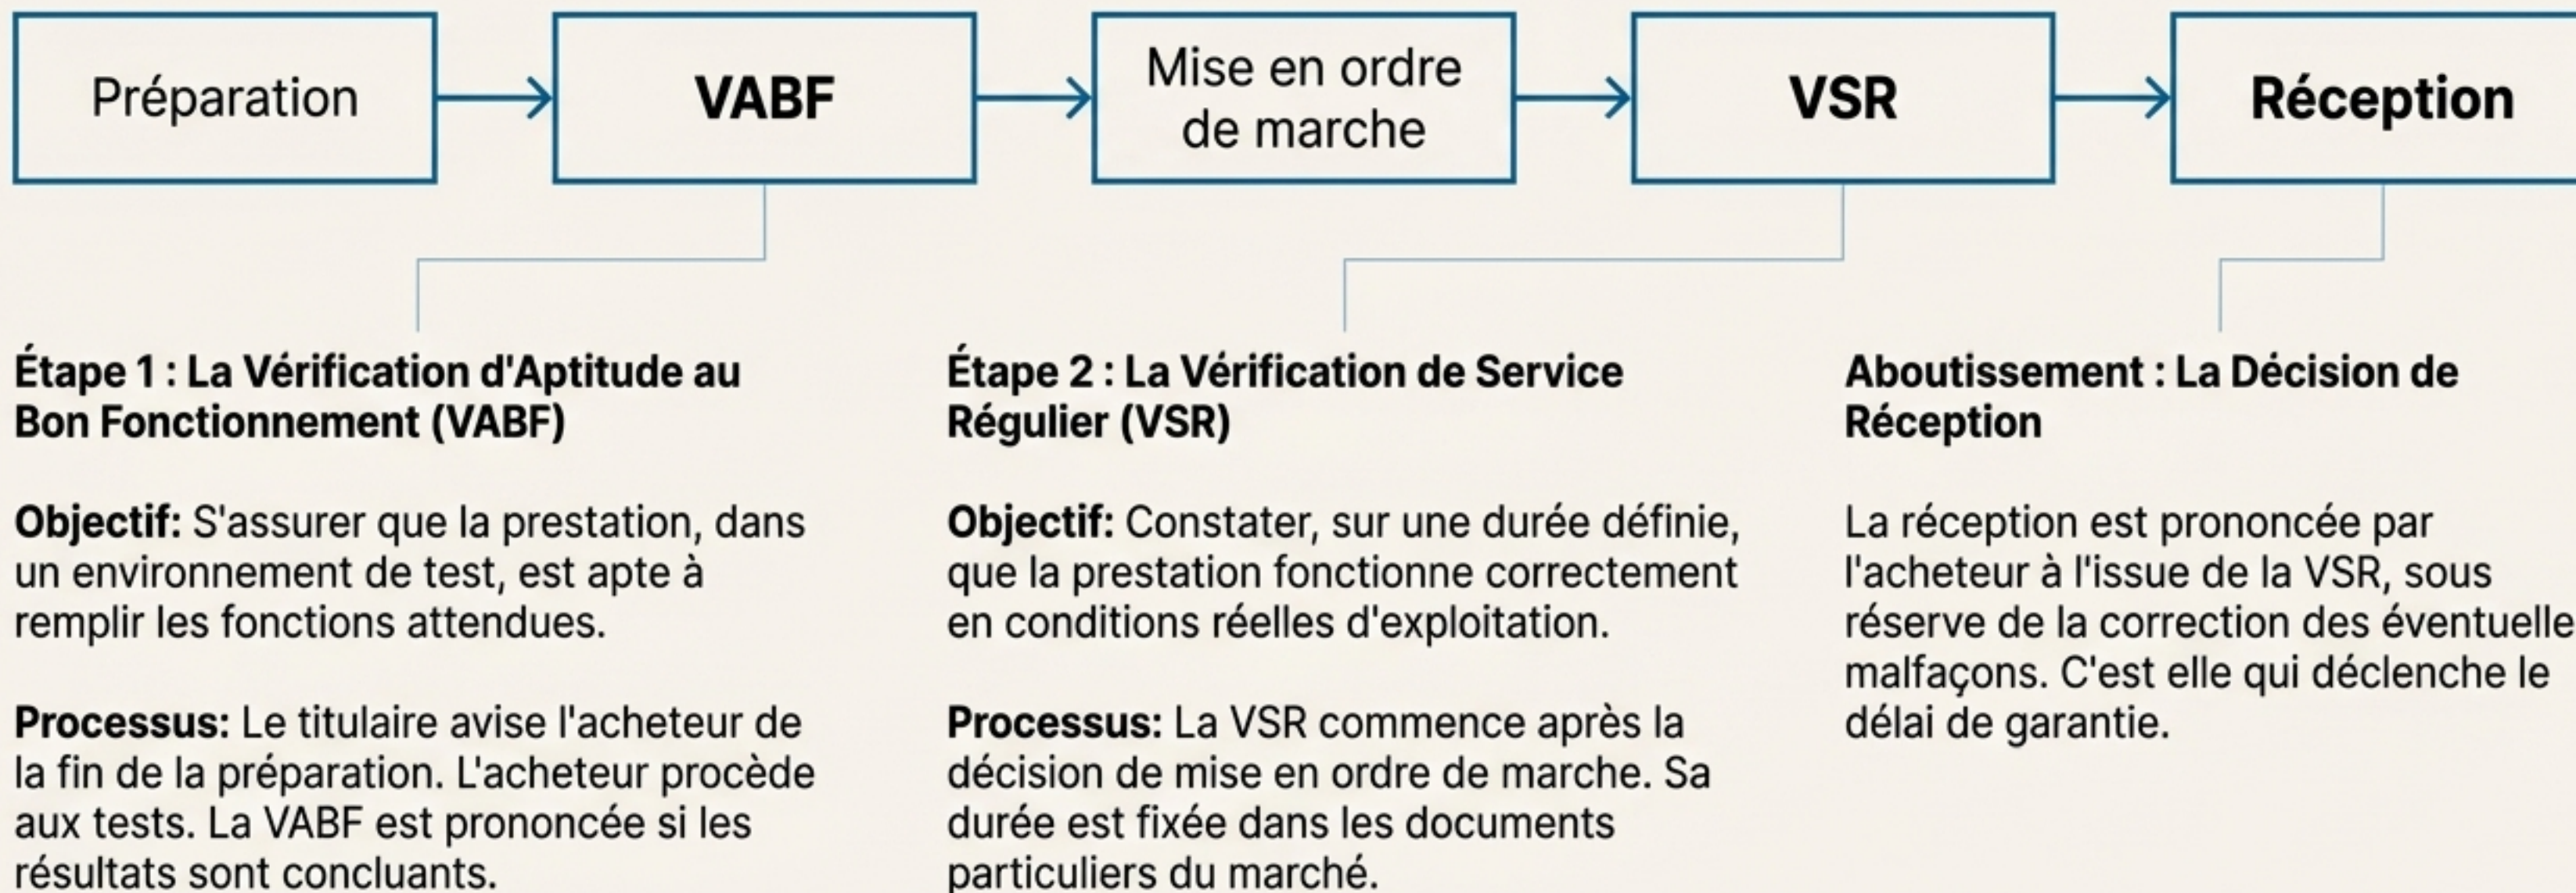 Préparation
VABF
Mise en ordre
de marche
VSR
Réception
Étape 1 : La Vérification d'Aptitude au
Bon Fonctionnement (VABF)
Objectif: S'assurer que la prestation, dans
un environnement de test, est apte à
remplir les fonctions attendues.
Processus: Le titulaire avise l'acheteur de
la fin de la préparation. L'acheteur procède
aux tests. La VABF est prononcée si les
résultats sont concluants.
Étape 2 : La Vérification de Service
Régulier (VSR)
Objectif: Constater, sur une durée définie,
que la prestation fonctionne correctement
en conditions réelles d'exploitation.
Processus: La VSR commence après la
décision de mise en ordre de marche. Sa
durée est fixée dans les documents
particuliers du marché.
Aboutissement : La Décision de
Réception
La réception est prononcée par
l'acheteur à l'issue de la VSR, sous
réserve de la correction des éventuelle
malfaçons. C'est elle qui déclenche le
délai de garantie.